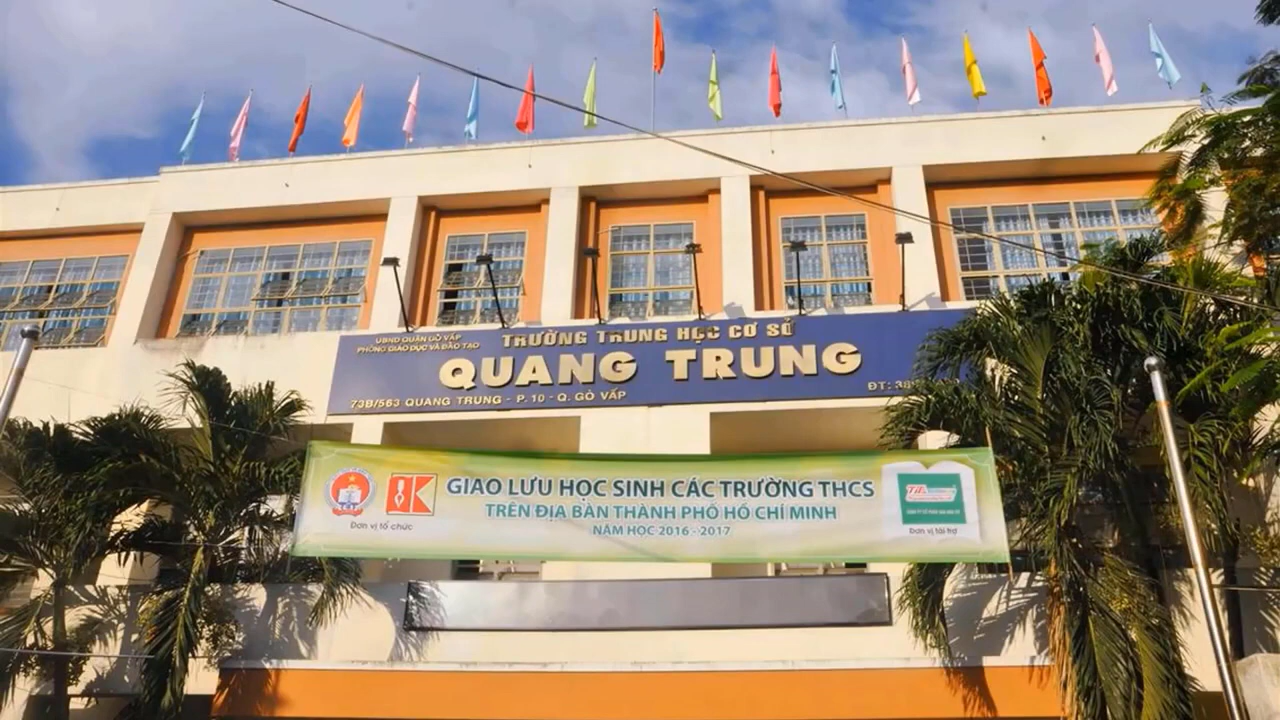 UBND QUẬN GÒ VẤP
PHÒNG GIÁO DỤC VÀ ĐÀO TẠO
TRƯỜNG TRUNG HỌC CƠ SỞ
QUANG TRUNG
73B/563 QUANG TRUNG - P.10 - Q. GÒ VẤP
ĐT: 38
GIAO LƯU HỌC SINH CÁC TRƯỜNG THCS
TRÊN ĐỊA BÀN THÀNH PHỐ HỒ CHÍ MINH
NĂM HỌC 2016 - 2017
Đơn vị tổ chức
Đơn vị tài trợ